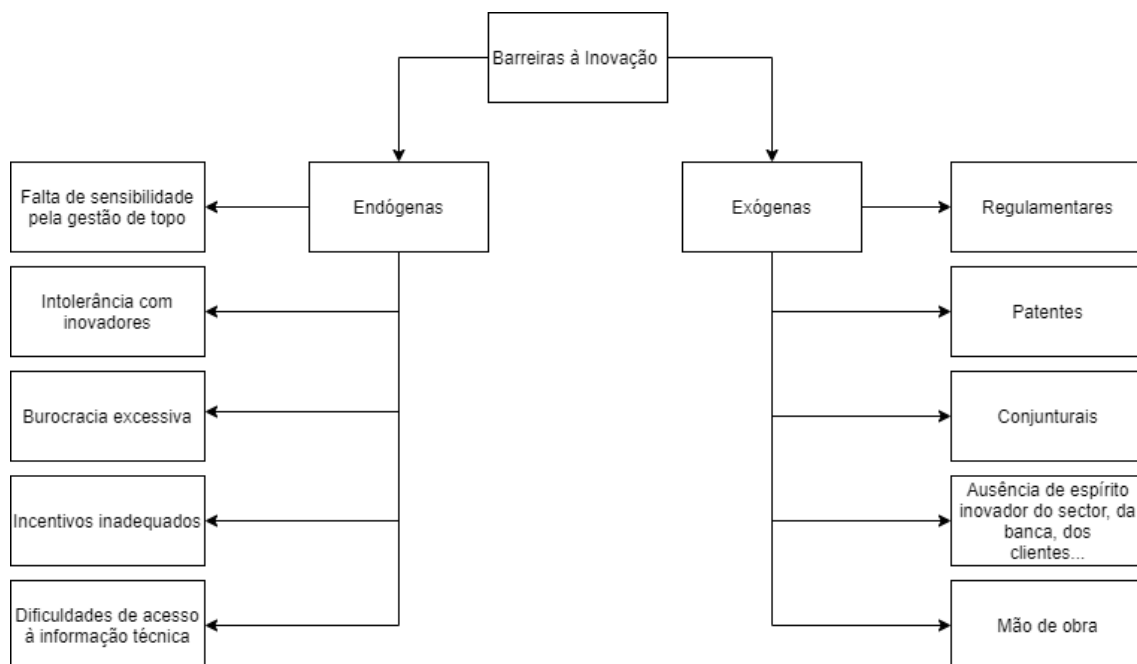 Barreiras à Inovação
Falta de sensibilidade
pela gestão de topo
Endógenas
Exógenas
Regulamentares
Intolerância com
inovadores
Patentes
Burocracia excessiva
Conjunturais
Incentivos inadequados
Ausência de espírito
inovador do sector, da
banca, dos
clientes...
Dificuldades de acesso
à informação técnica
Mão de obra